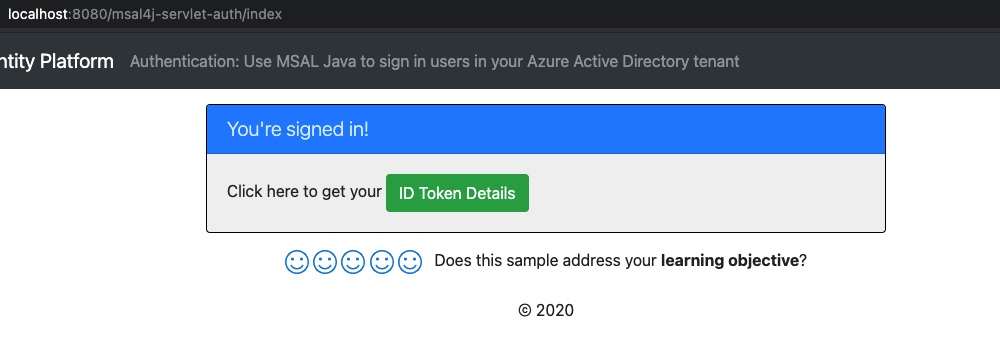 localhost:8080/msal4j-servlet-auth/index
ntity Platform Authentication: Use MSAL Java to sign in users in your Azure Active Directory tenant
You're signed in!
Click here to get your ID Token Details
Does this sample address your learning objective?
© 2020